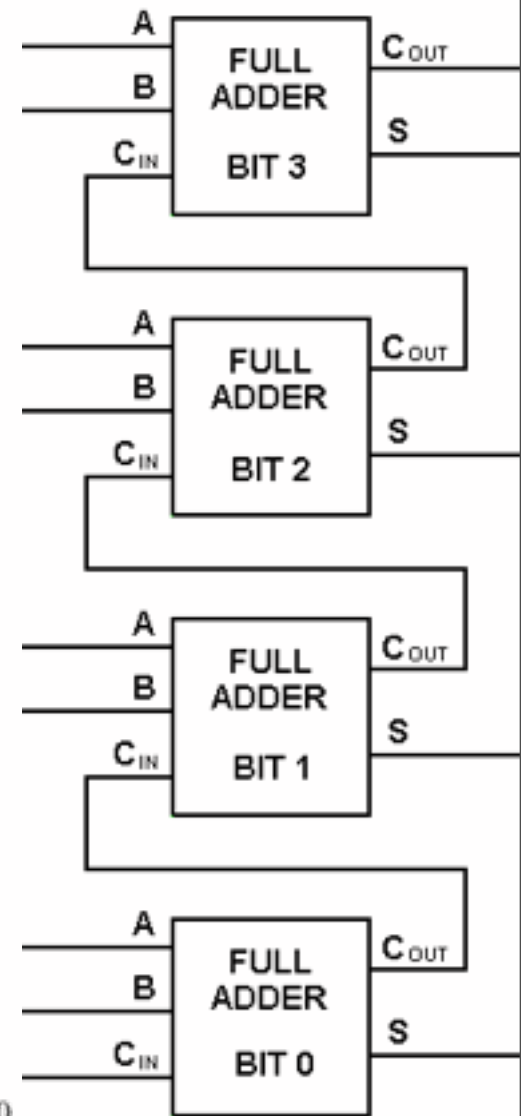 A
FULL
ADDER
C OUT
B
S
C IN
BIT 3
A
FULL
ADDER
C OUT
B
S
C IN
BIT 2
A
FULL
ADDER
C OUT
B
S
C IN
BIT 1
A
FULL
ADDER
C OUT
B
S
C IN
BIT 0